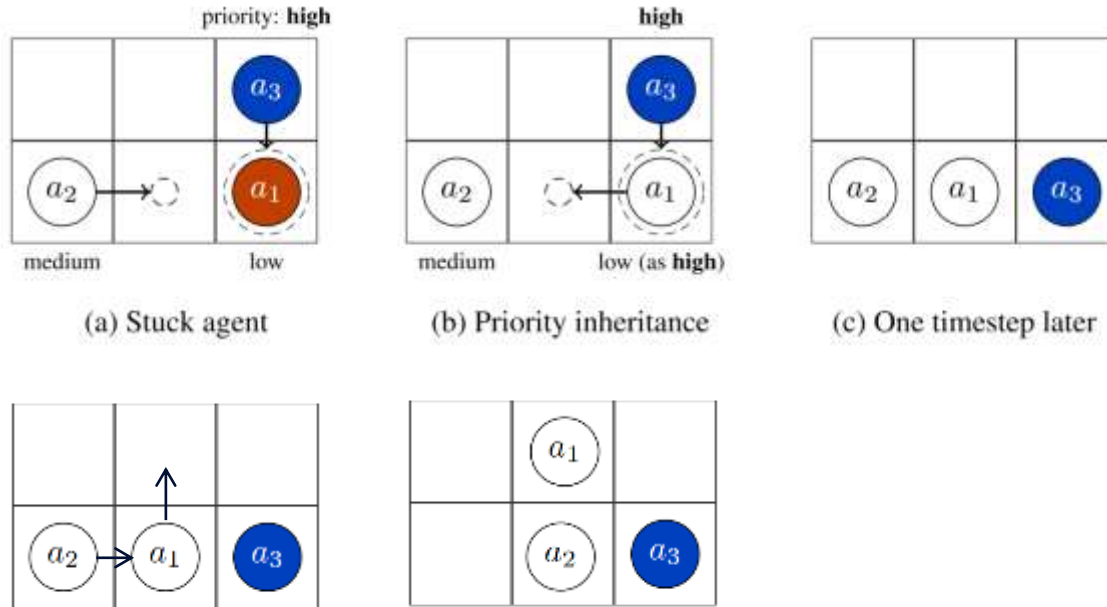 priority: high
high
a3
a3
a2
a1
a2
a1
a2
a1
a3
medium
low
medium
low (as high)
(a) Stuck agent
(b) Priority inheritance
(c) One timestep later
a1
a2
a1
a3
a2
a3